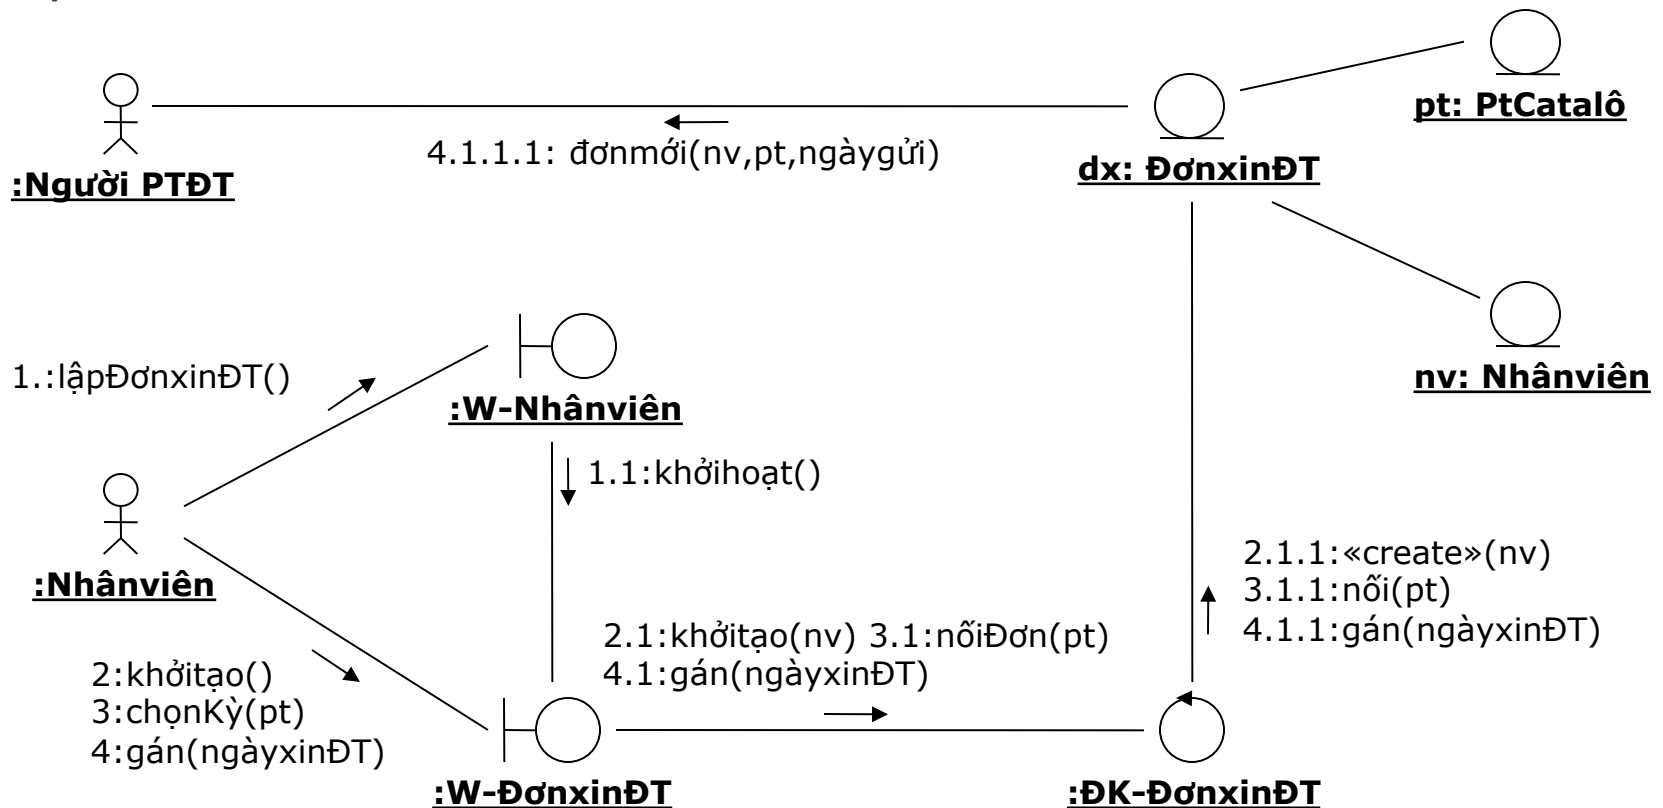 pt: PtCatalô
4.1.1.1: đơnmới(nv,pt,ngàygửi)
dx: ĐơnxinĐT
:Người PTĐT
1.:lậpĐơnxinĐT()
nv: Nhânviên
:W-Nhânviên
1.1:khởihoạt()
:Nhânviên
2.1.1:«create»(nv)
3.1.1:nối(pt)
4.1.1:gán(ngàyxinĐT)
2.1:khởitạo(nv) 3.1:nốiĐơn(pt)
4.1:gán(ngàyxinĐT)
2:khởitạo()
3:chọnKỳ(pt)
4:gán(ngàyxinĐT)
:W-ĐơnxinĐT
:ĐK-ĐơnxinĐT